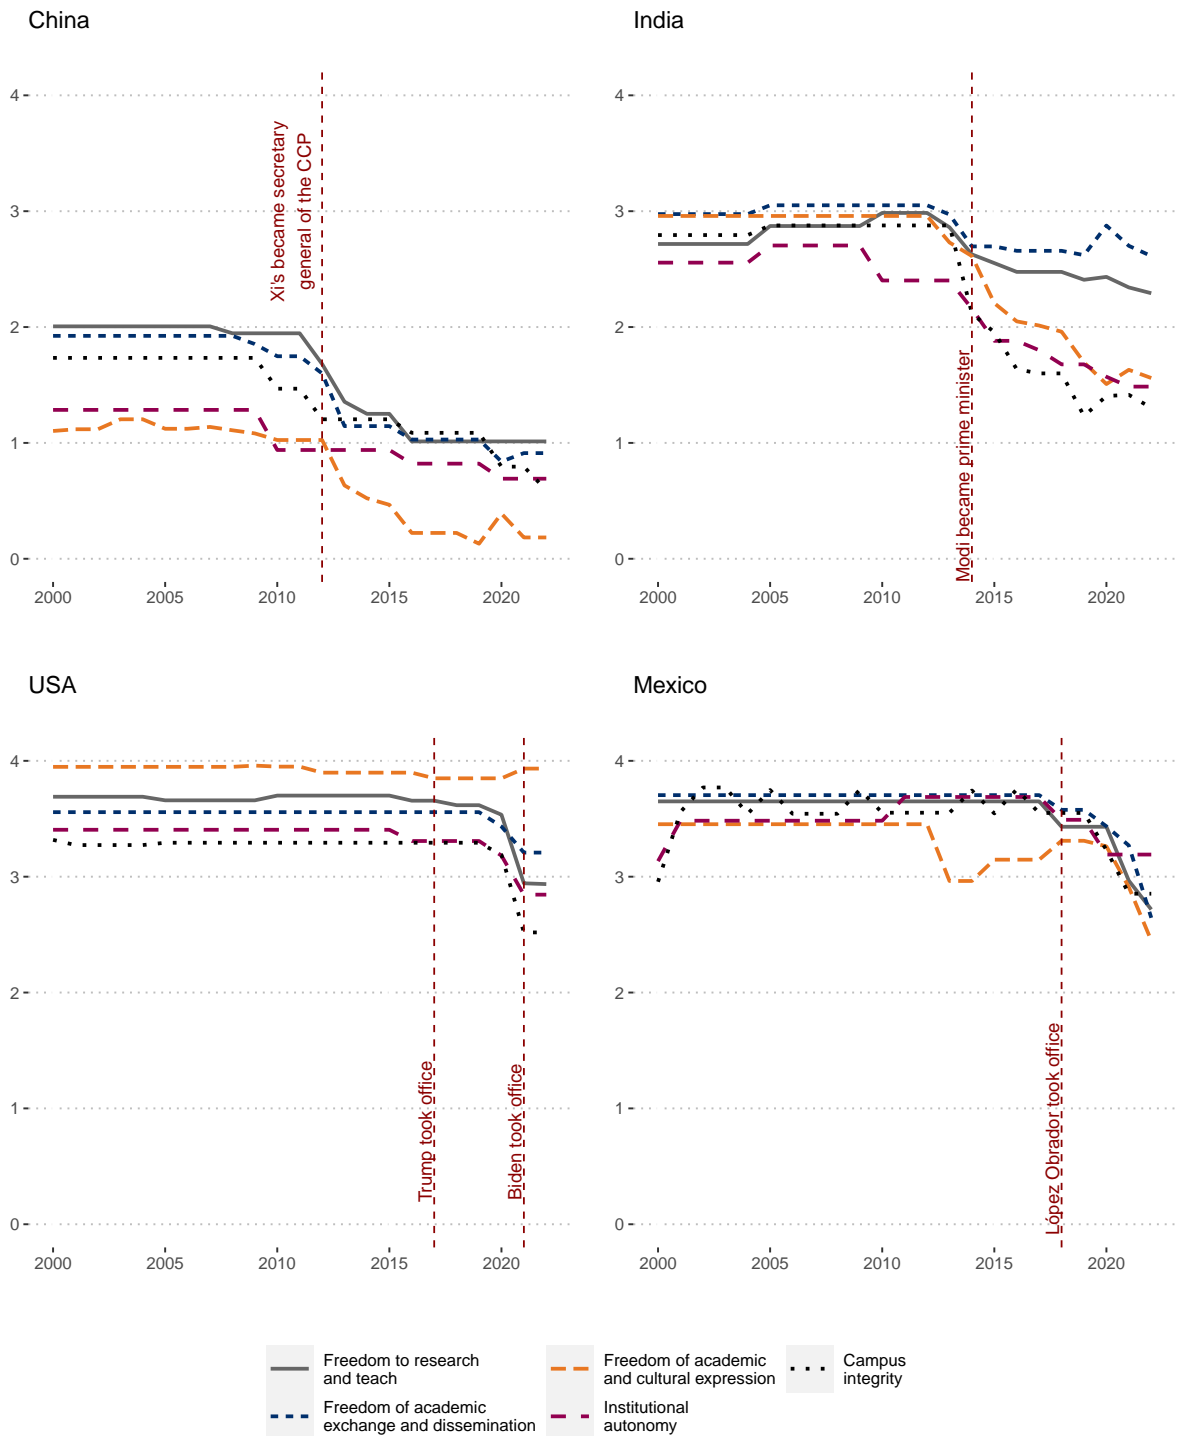 China
4
3
2
1
0
Xi's became secretary
general of the CCP
2000 2005 2010 2015 2020
India
4
3
2
1
0
Modi became prime minister
2000 2005 2010 2015 2020
USA
4
3
2
1
0
Trump took office
Biden took office
2000 2005 2010 2015 2020
Mexico
4
3
2
1
0
López Obrador took office
2000 2005 2010 2015 2020
Freedom to research
and teach
Freedom of academic
exchange and dissemination
Freedom of academic
and cultural expression
Institutional
autonomy
Campus
integrity